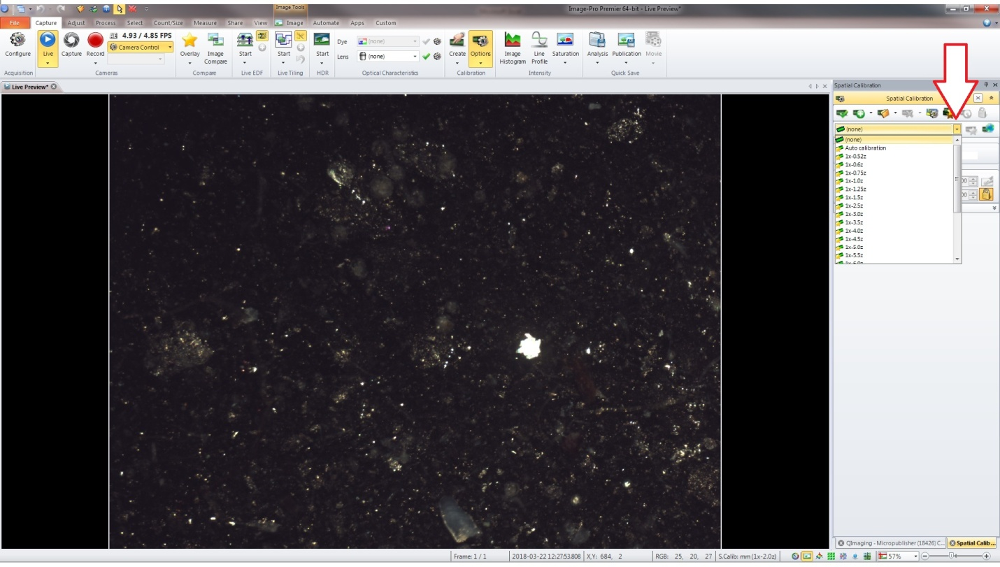 Image Tools
Image-Pro Premier 64-bit - Live Preview*
File Capture Adjust Process Select Count/Size Measure Share View Image Automate Apps Custom
AE 4.93 / 4.85 FPS
Camera Control
Dye (none)
Lens (none)
Configure Live Capture Record Overlay Image Compare Start Start Start Create Options Image Histogram Line Profile Saturation Analysis Publication Movie
Acquisition Cameras Compare Live EDF Live Tiling HDR Optical Characteristics Calibration Intensity Quick Save
Live Preview*
Spatial Calibration
Spatial Calibration
(none)
(none)
Auto calibration
1x-0.52z
1x-0.6z
1x-0.75z
1x-1.0z
1x-1.25z
1x-1.5z
1x-2.5z
1x-3.0z
1x-3.5z
1x-4.0z
1x-4.5z
1x-5.0z
1x-5.5z
1x-6.0z
QImaging - Micropublisher (18426) C... Spatial Calib...
Frame: 1 / 1 2018-03-22 12:27:53.808 X,Y: 684, 2 RGB: 25, 20, 27 S.Calib: mm (1x-2.0z) 57%